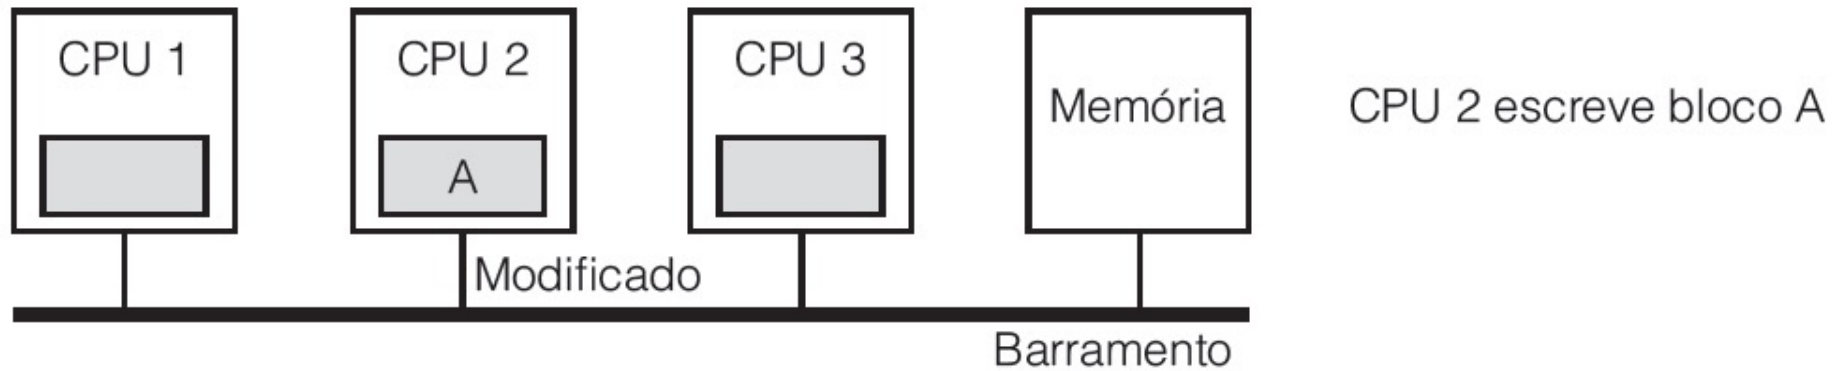 CPU 1
CPU 2
CPU 3
Memória
CPU 2 escreve bloco A
A
Modificado
Barramento